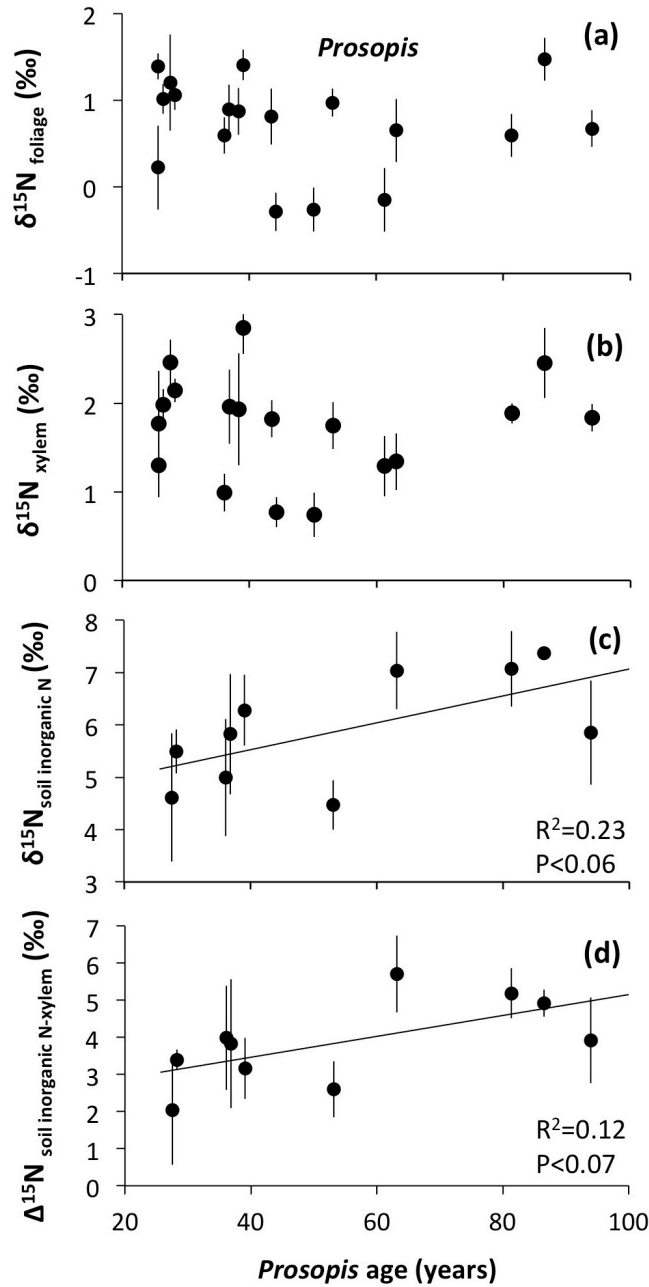 2
(a)
Prosopis
1
0
-1
δ¹⁵N foliage (‰)
3
(b)
2
1
0
δ¹⁵N xylem (‰)
8
(c)
7
6
5
4
3
δ¹⁵N soil inorganic N (‰)
R²=0.23
P<0.06
7
(d)
6
5
4
3
2
1
0
Δ¹⁵N soil inorganic N-xylem (‰)
R²=0.12
P<0.07
20 40 60 80 100
Prosopis age (years)